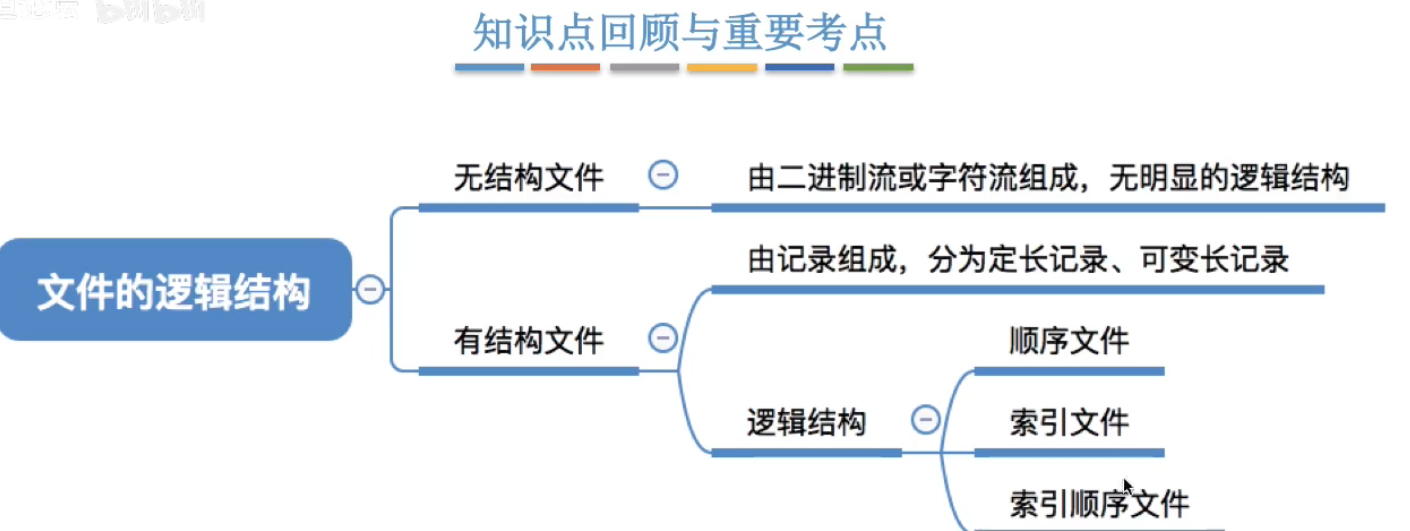 知识点回顾与重要考点
无结构文件
由二进制流或字符流组成，无明显的逻辑结构
文件的逻辑结构
由记录组成，分为定长记录、可变长记录
有结构文件
顺序文件
逻辑结构
索引文件
索引顺序文件